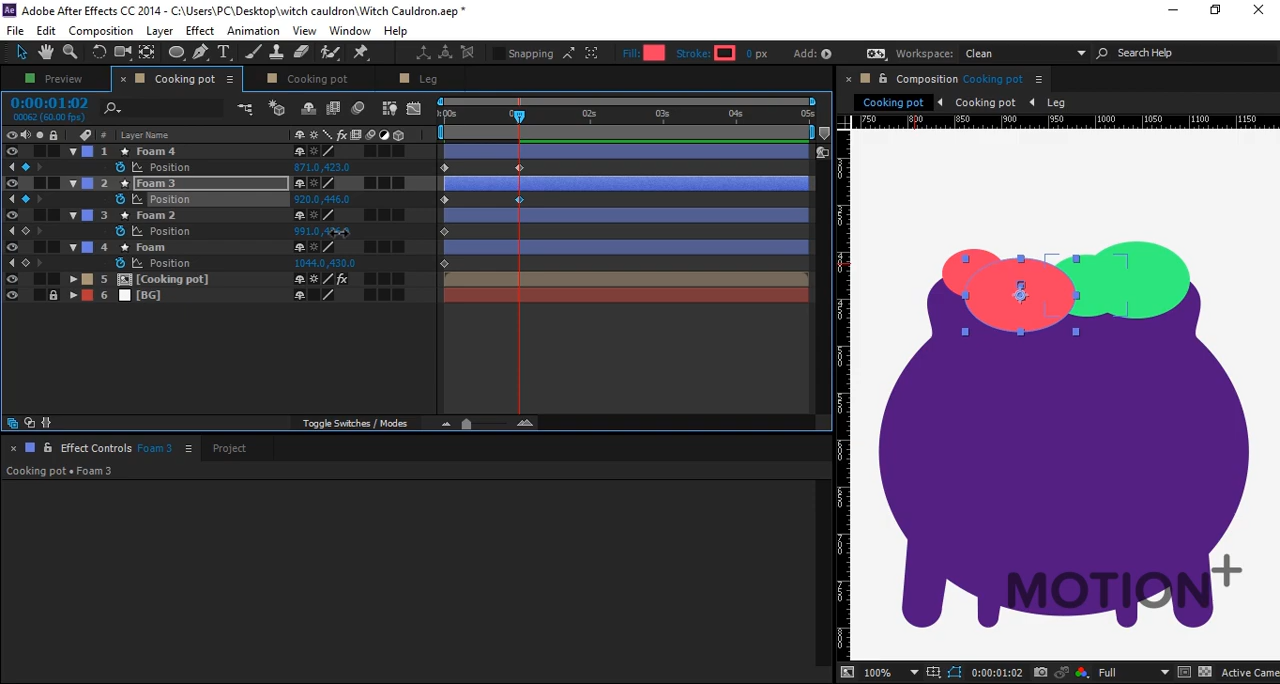 Adobe After Effects CC 2014 - C:\Users\PC\Desktop\witch cauldron\Witch Cauldron.aep *
File Edit Composition Layer Effect Animation View Window Help
Snapping Fill: Stroke: 0 px Add: Workspace: Clean Search Help
Preview × Cooking pot Cooking pot Leg
× Composition Cooking pot
0:00:01:02
00062 (60.00 fps)
Cooking pot Cooking pot Leg
# Layer Name
02s 03s 04s 05s
750 850 900 950 1000 1050 1100 1150
1 Foam 4
Position 871.0,423.0
2 Foam 3
Position 920.0,446.0
3 Foam 2
Position
4 Foam
Position 1044.0,430.0
5 [Cooking pot]
6 [BG]
Toggle Switches / Modes
× Effect Controls Foam 3 Project
Cooking pot • Foam 3
MOTION+
100% 0:00:01:02 Full Active Came